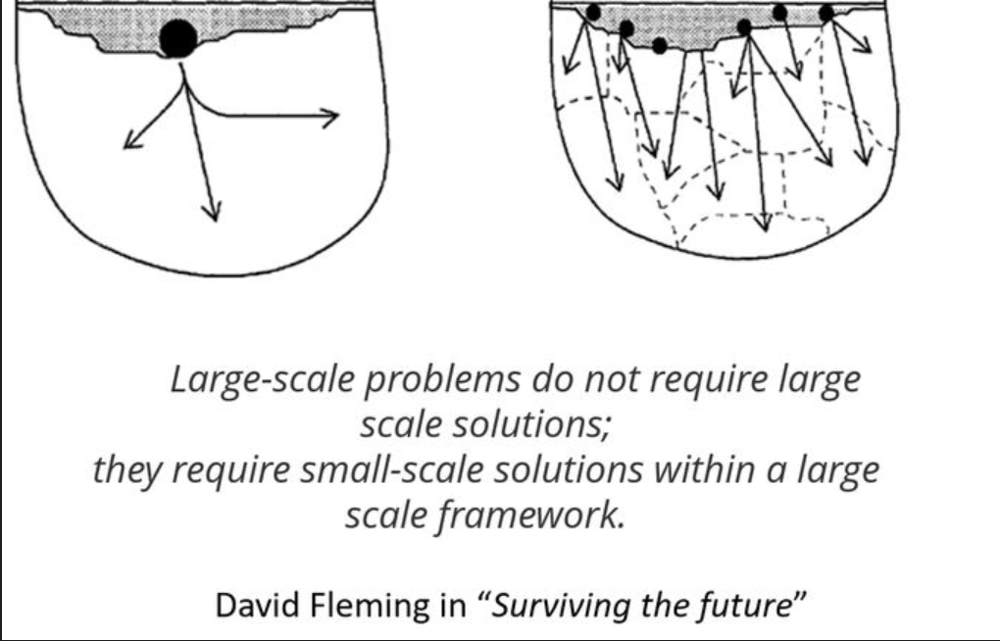 Large-scale problems do not require large
scale solutions;
they require small-scale solutions within a large
scale framework.
David Fleming in “Surviving the future”